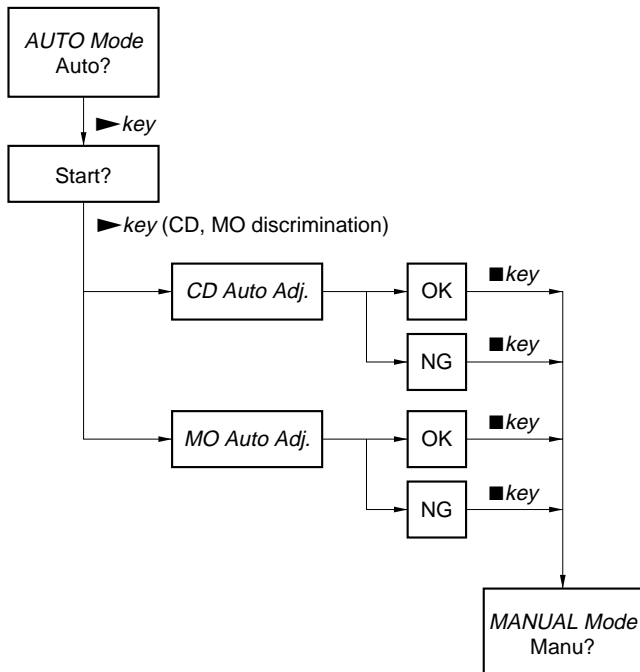 AUTO Mode
Auto?
►key
Start?
►key (CD, MO discrimination)
CD Auto Adj.
OK
■key
NG
■key
MO Auto Adj.
OK
■key
NG
■key
MANUAL Mode
Manu?